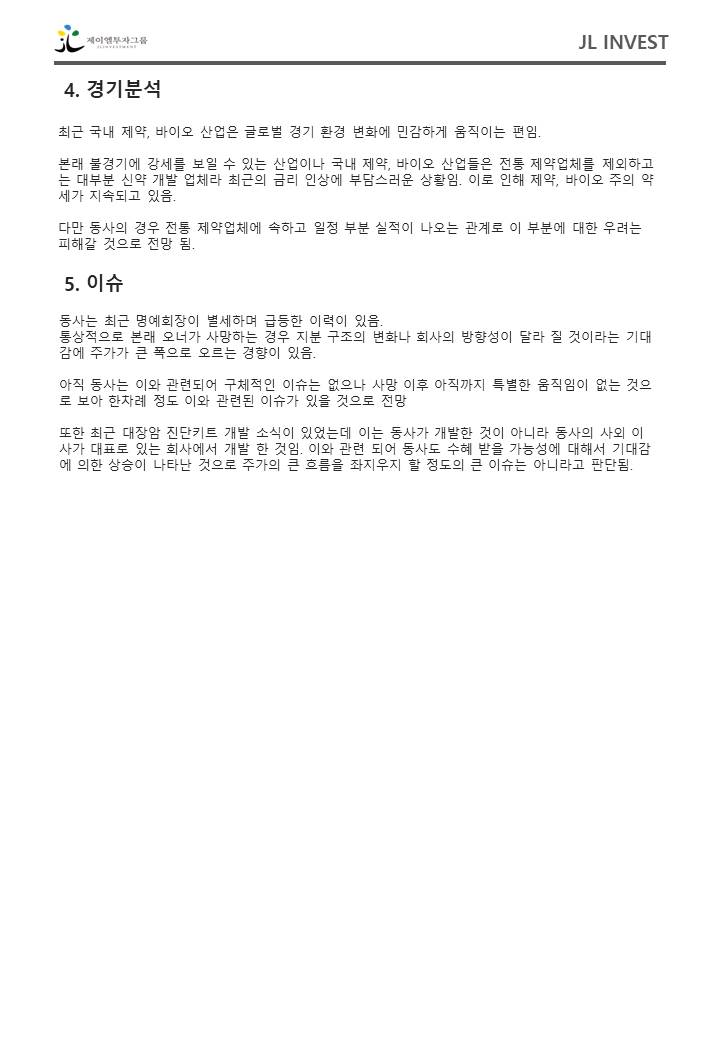 제이엘투자그룹
JLINVESTMENT
JL INVEST
4. 경기분석
최근 국내 제약, 바이오 산업은 글로벌 경기 환경 변화에 민감하게 움직이는 편임.
본래 불경기에 강세를 보일 수 있는 산업이나 국내 제약, 바이오 산업들은 전통 제약업체를 제외하고
는 대부분 신약 개발 업체라 최근의 금리 인상에 부담스러운 상황임. 이로 인해 제약, 바이오 주의 약
세가 지속되고 있음.
다만 동사의 경우 전통 제약업체에 속하고 일정 부분 실적이 나오는 관계로 이 부분에 대한 우려는
피해갈 것으로 전망 됨.
5. 이슈
동사는 최근 명예회장이 별세하며 급등한 이력이 있음.
통상적으로 본래 오너가 사망하는 경우 지분 구조의 변화나 회사의 방향성이 달라 질 것이라는 기대
감에 주가가 큰 폭으로 오르는 경향이 있음.
아직 동사는 이와 관련되어 구체적인 이슈는 없으나 사망 이후 아직까지 특별한 움직임이 없는 것으
로 보아 한차례 정도 이와 관련된 이슈가 있을 것으로 전망
또한 최근 대장암 진단키트 개발 소식이 있었는데 이는 동사가 개발한 것이 아니라 동사의 사외 이
사가 대표로 있는 회사에서 개발 한 것임. 이와 관련 되어 동사도 수혜 받을 가능성에 대해서 기대감
에 의한 상승이 나타난 것으로 주가의 큰 흐름을 좌지우지 할 정도의 큰 이슈는 아니라고 판단됨.